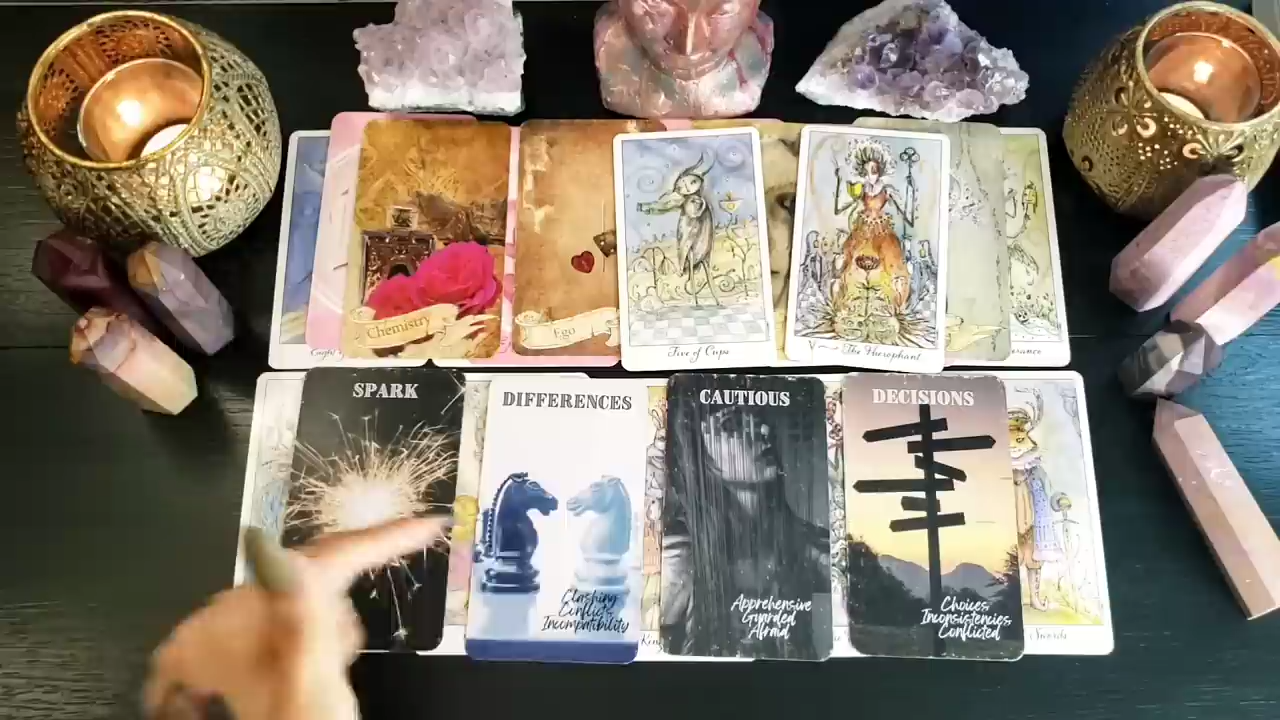 Chemistry
Ego
Five of Cups
V
The Hierophant
SPARK
DIFFERENCES
Clashing
Conflicts
Incompatibility
CAUTIOUS
Apprehensive
Guarded
Afraid
DECISIONS
Choices
Inconsistencies
Conflicted
Swords